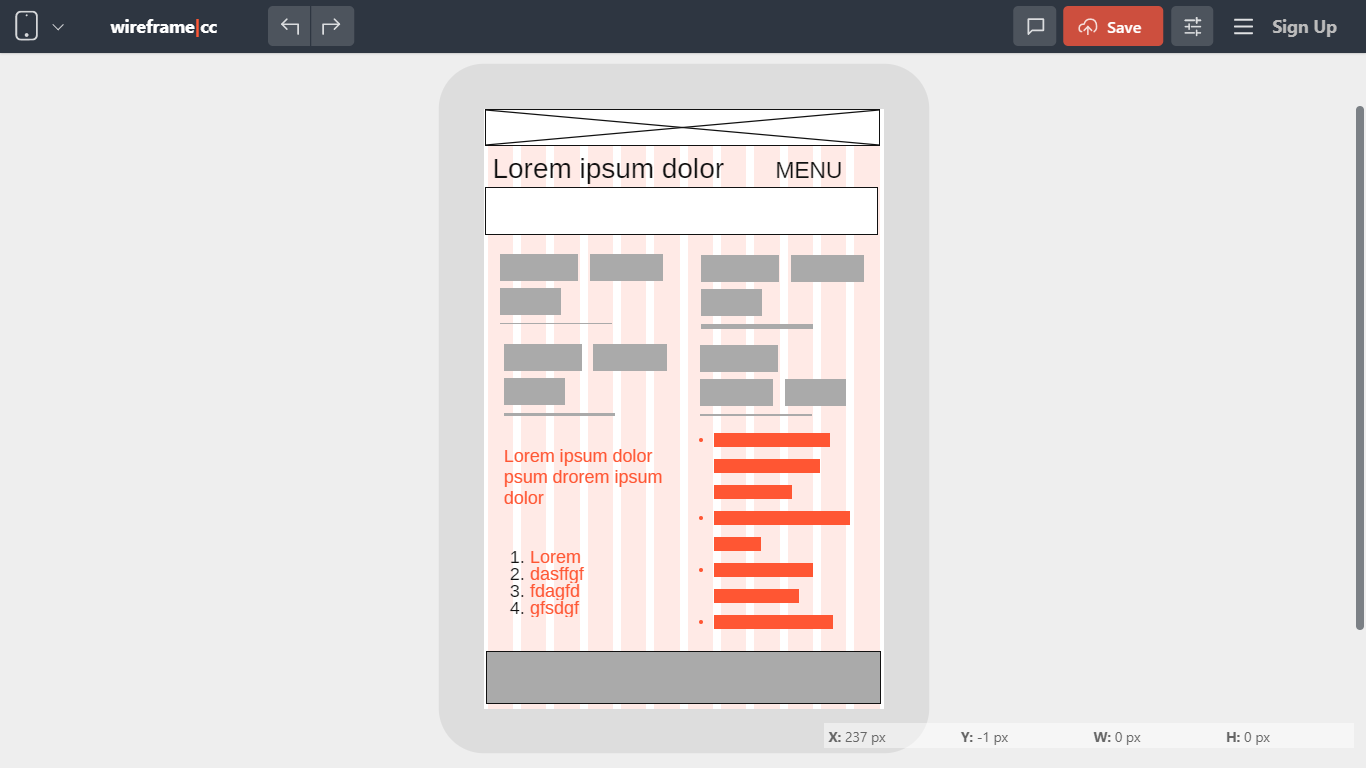 wireframe|cc
Save
Sign Up
Lorem ipsum dolor
MENU
Lorem ipsum dolor
psum drorem ipsum
dolor
1. Lorem
2. dasffgf
3. fdagfd
4. gfsdgf
X: 237 px Y: -1 px W: 0 px H: 0 px